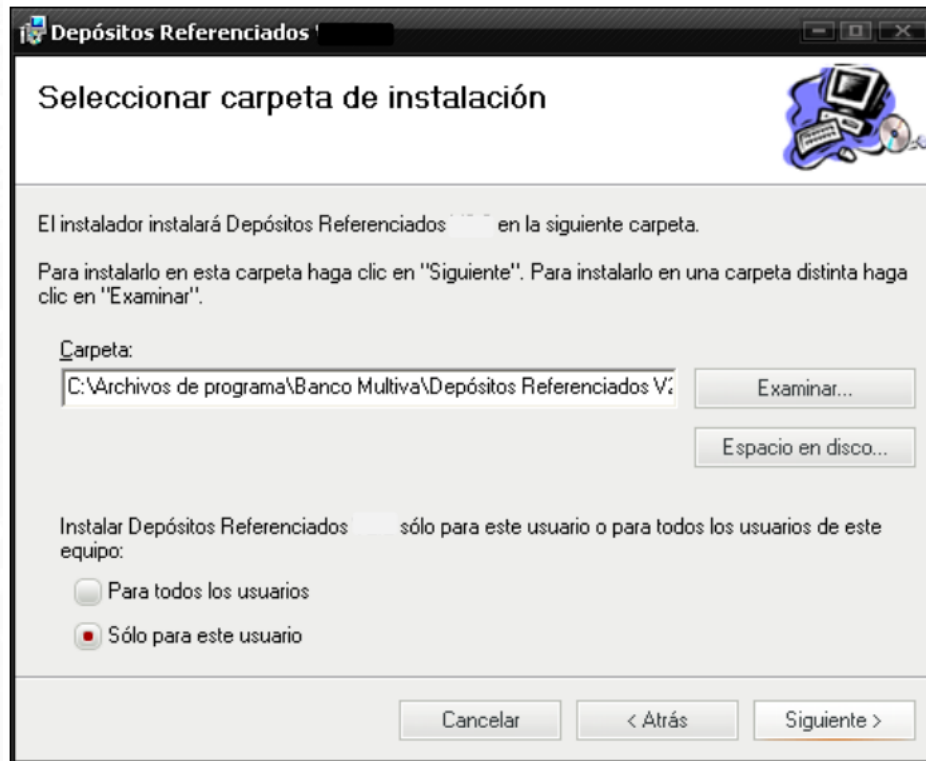 Depósitos Referenciados
Seleccionar carpeta de instalación
El instalador instalará Depósitos Referenciados en la siguiente carpeta.
Para instalarlo en esta carpeta haga clic en "Siguiente". Para instalarlo en una carpeta distinta haga
clic en "Examinar".
Carpeta:
C:\Archivos de programa\Banco Multiva\Depósitos Referenciados V2
Examinar...
Espacio en disco...
Instalar Depósitos Referenciados sólo para este usuario o para todos los usuarios de este
equipo:
Para todos los usuarios
Sólo para este usuario
Cancelar
< Atrás
Siguiente >